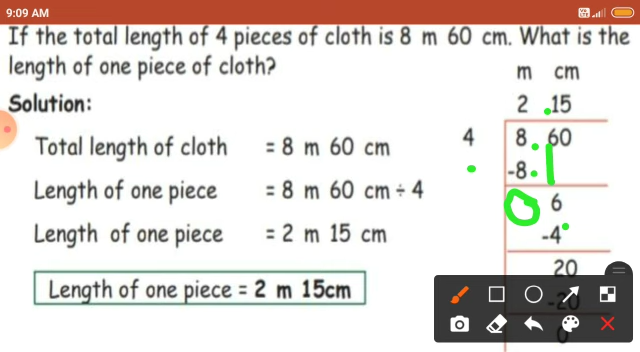 9:09 AM
If the total length of 4 pieces of cloth is 8 m 60 cm. What is the
length of one piece of cloth?
m cm
Solution:
2 .15
Total length of cloth = 8 m 60 cm
4 8. 60
-8
Length of one piece = 8 m 60 cm ÷ 4
0 6
Length of one piece = 2 m 15 cm
-4
20
Length of one piece = 2 m 15cm
-20
0